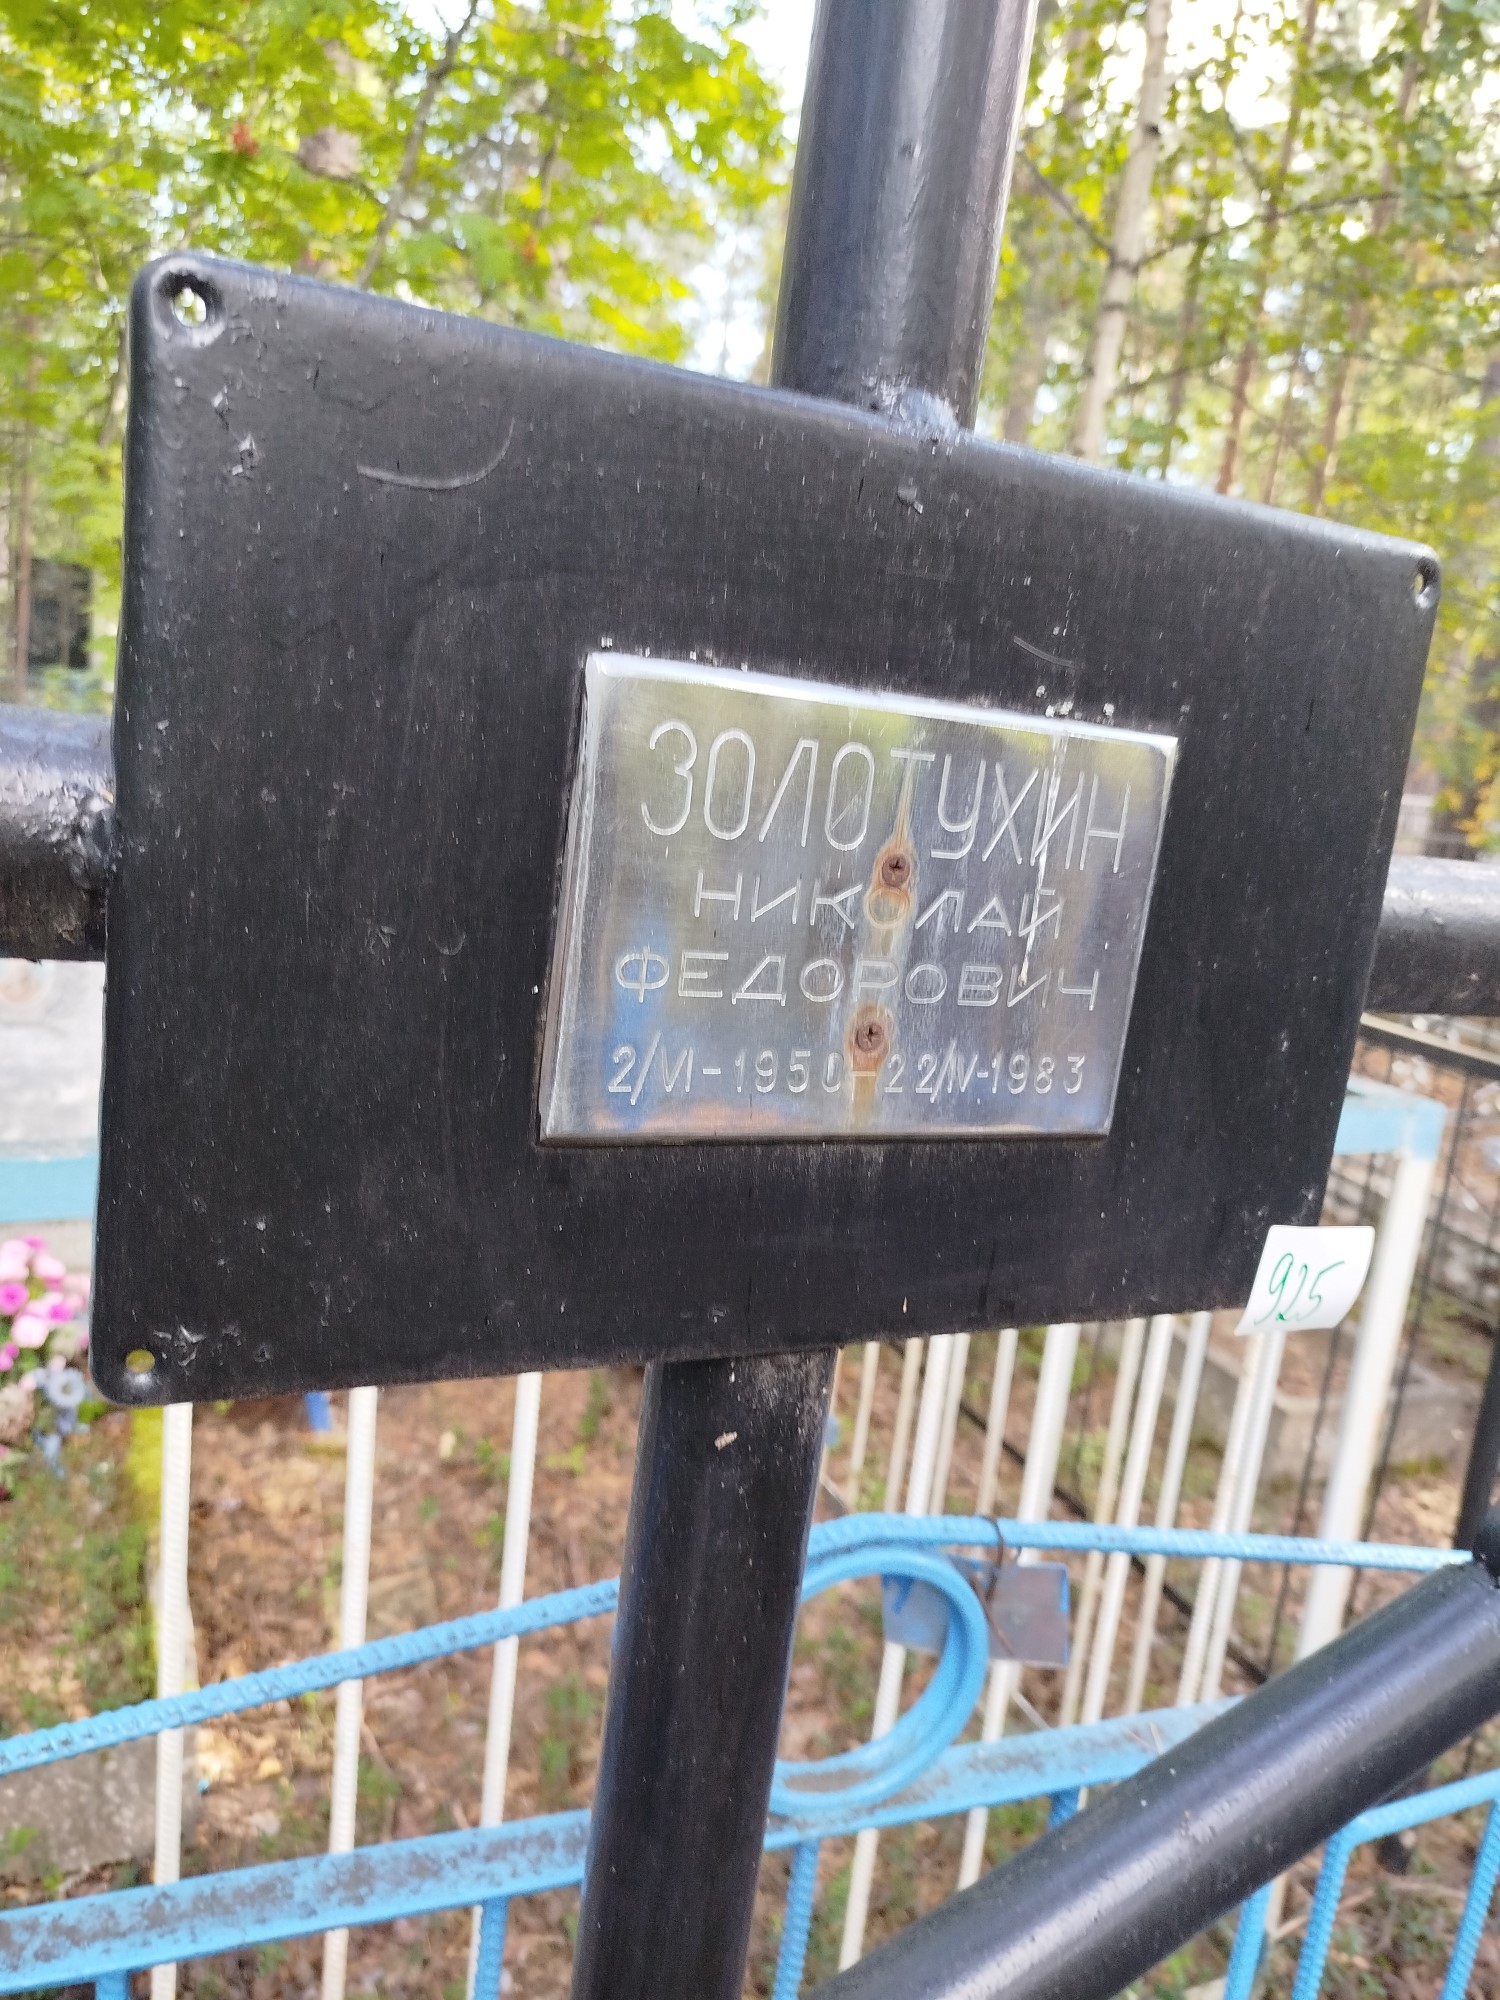 ЗОЛОТУХИН
НИКОЛАЙ
ФЕДОРОВИЧ
2/VI-1950-22/IV-1983
925